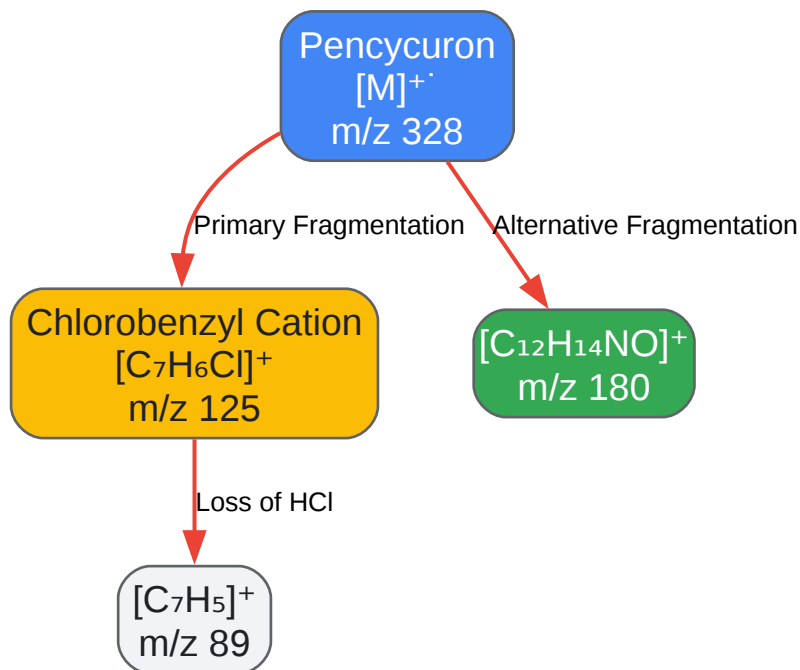 Pencycuron
[M]⁺˙
m/z 328
Primary Fragmentation
Alternative Fragmentation
Chlorobenzyl Cation
[C₇H₆Cl]⁺
m/z 125
[C₁₂H₁₄NO]⁺
m/z 180
Loss of HCl
[C₇H₅]⁺
m/z 89